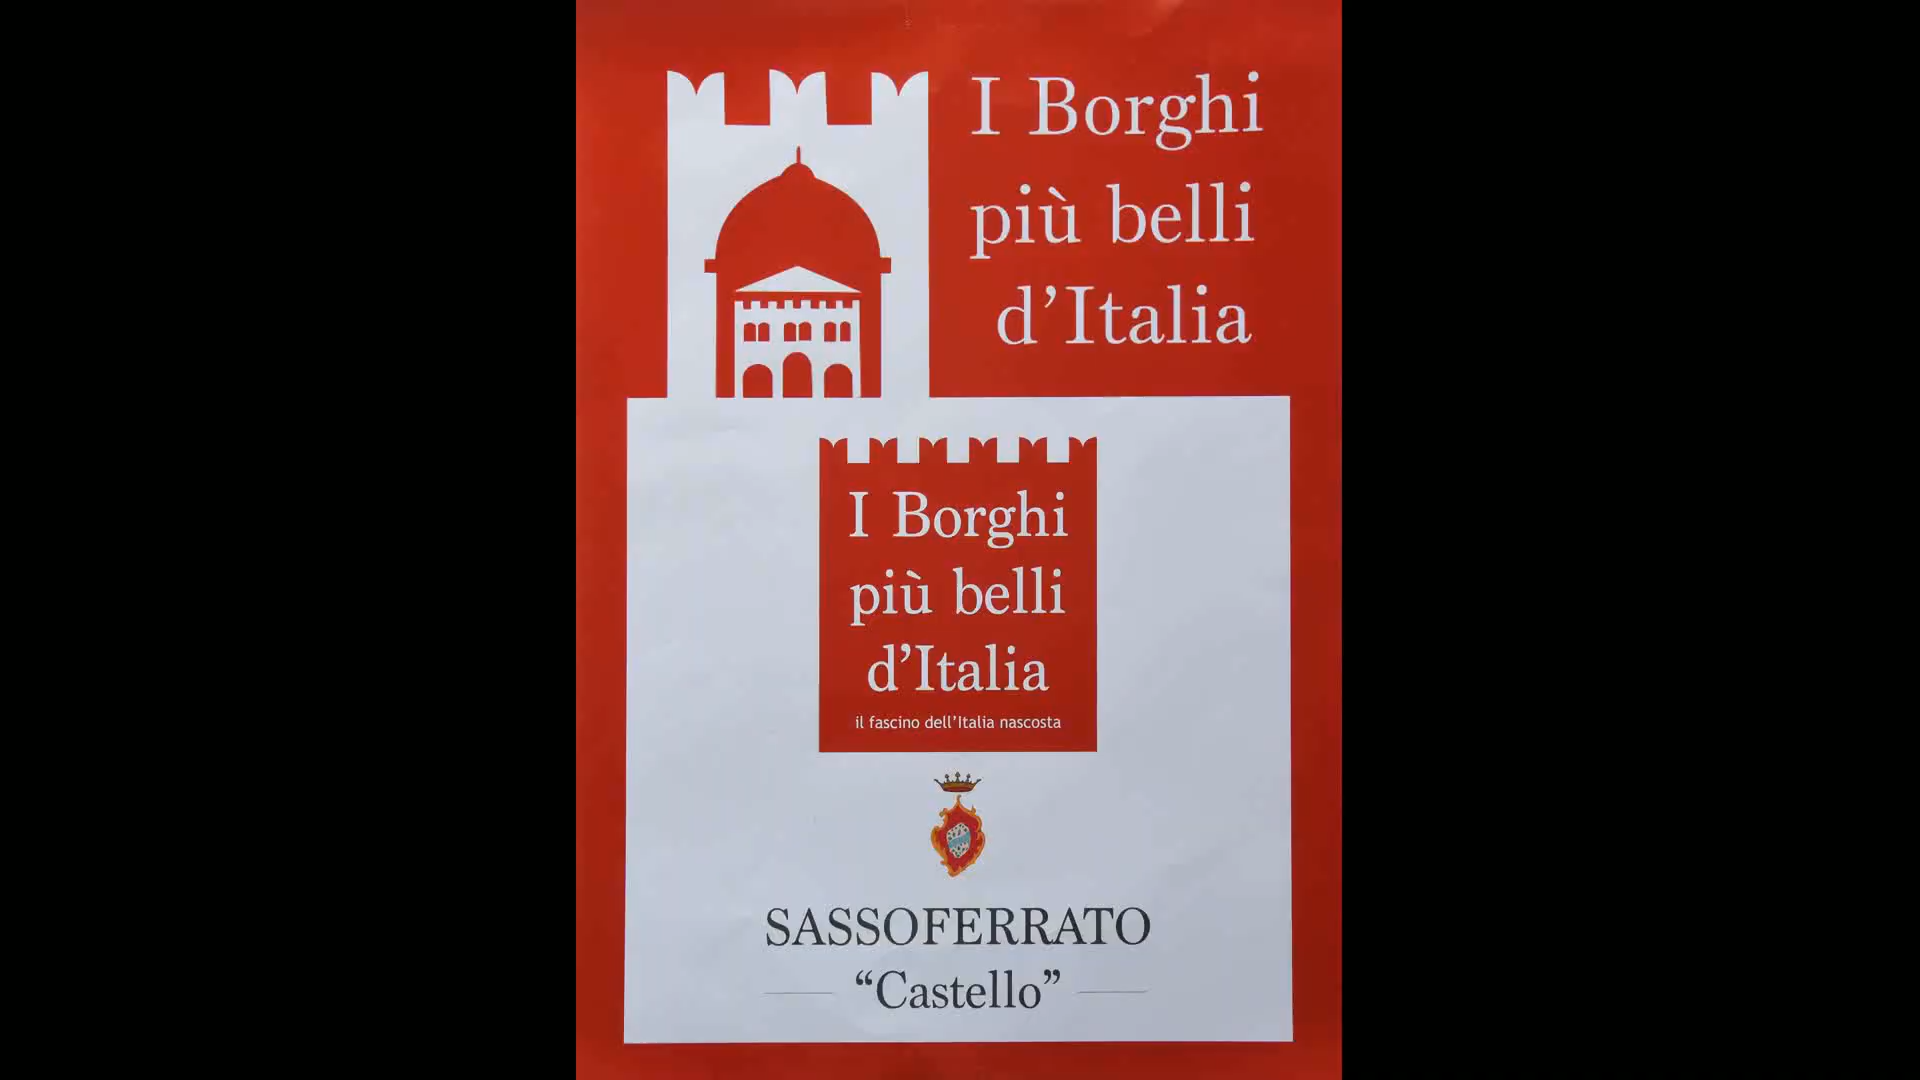 I Borghi
più belli
d’Italia
I Borghi
più belli
d’Italia
il fascino dell’Italia nascosta
SASSOFERRATO
“Castello”